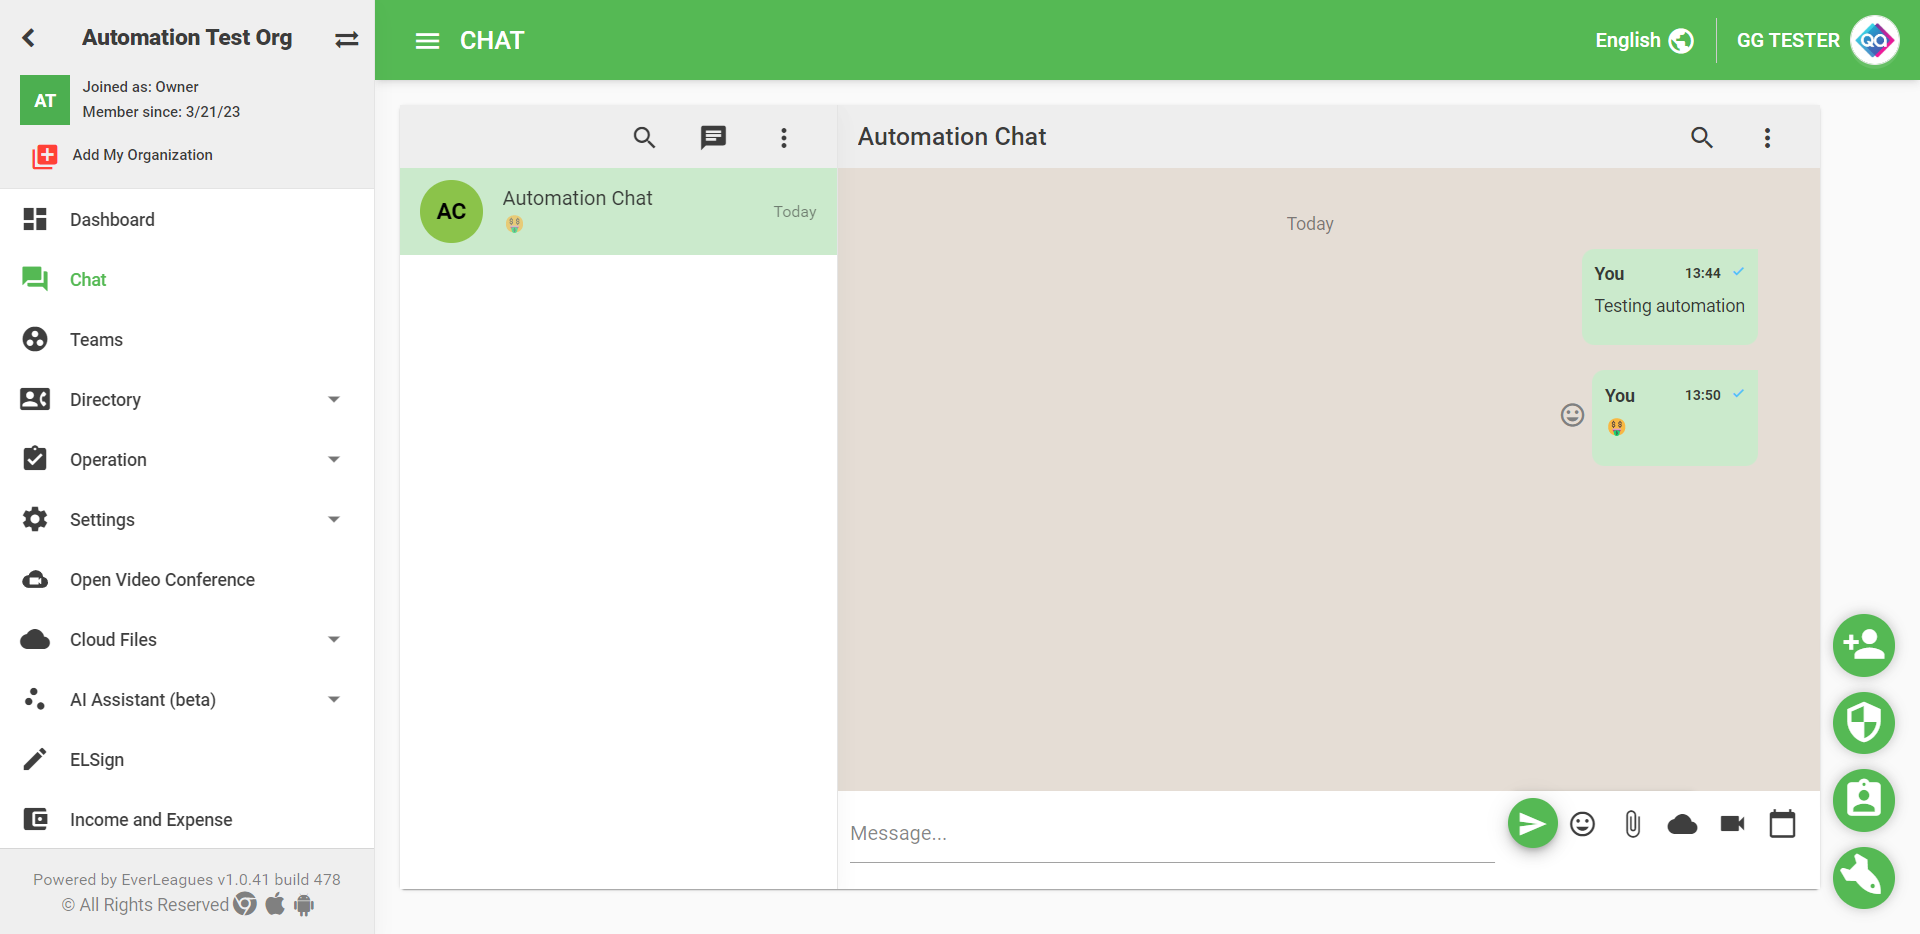 Automation Test Org
AT
Joined as: Owner
Member since: 3/21/23
Add My Organization
Dashboard
Chat
Teams
Directory
Operation
Settings
Open Video Conference
Cloud Files
AI Assistant (beta)
ELSign
Income and Expense
Powered by EverLeagues v1.0.41 build 478
© All Rights Reserved
CHAT
English
GG TESTER
QA
AC
Automation Chat
Today
Automation Chat
Today
You 13:44
Testing automation
You 13:50
Message...